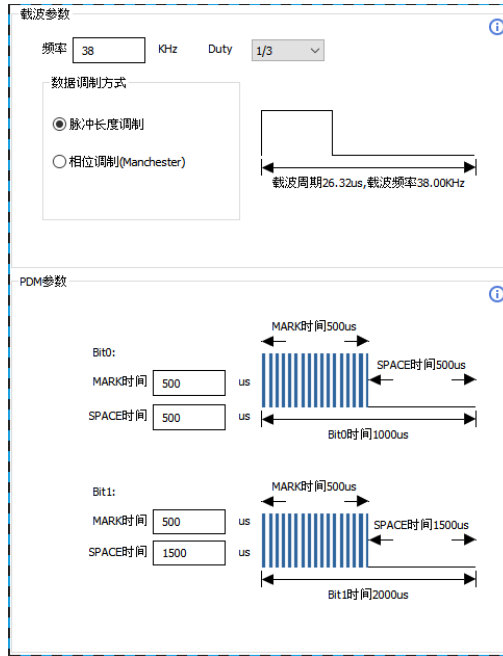 载波参数
频率 38 KHz Duty 1/3
数据调制方式
脉冲长度调制
相位调制(Manchester)
载波周期26.32us,载波频率38.00KHz
PDM参数
MARK时间500us
Bit0:
SPACE时间500us
MARK时间 500 us
SPACE时间 500 us
Bit0时间1000us
MARK时间500us
Bit1:
MARK时间 500 us
SPACE时间1500us
SPACE时间 1500 us
Bit1时间2000us